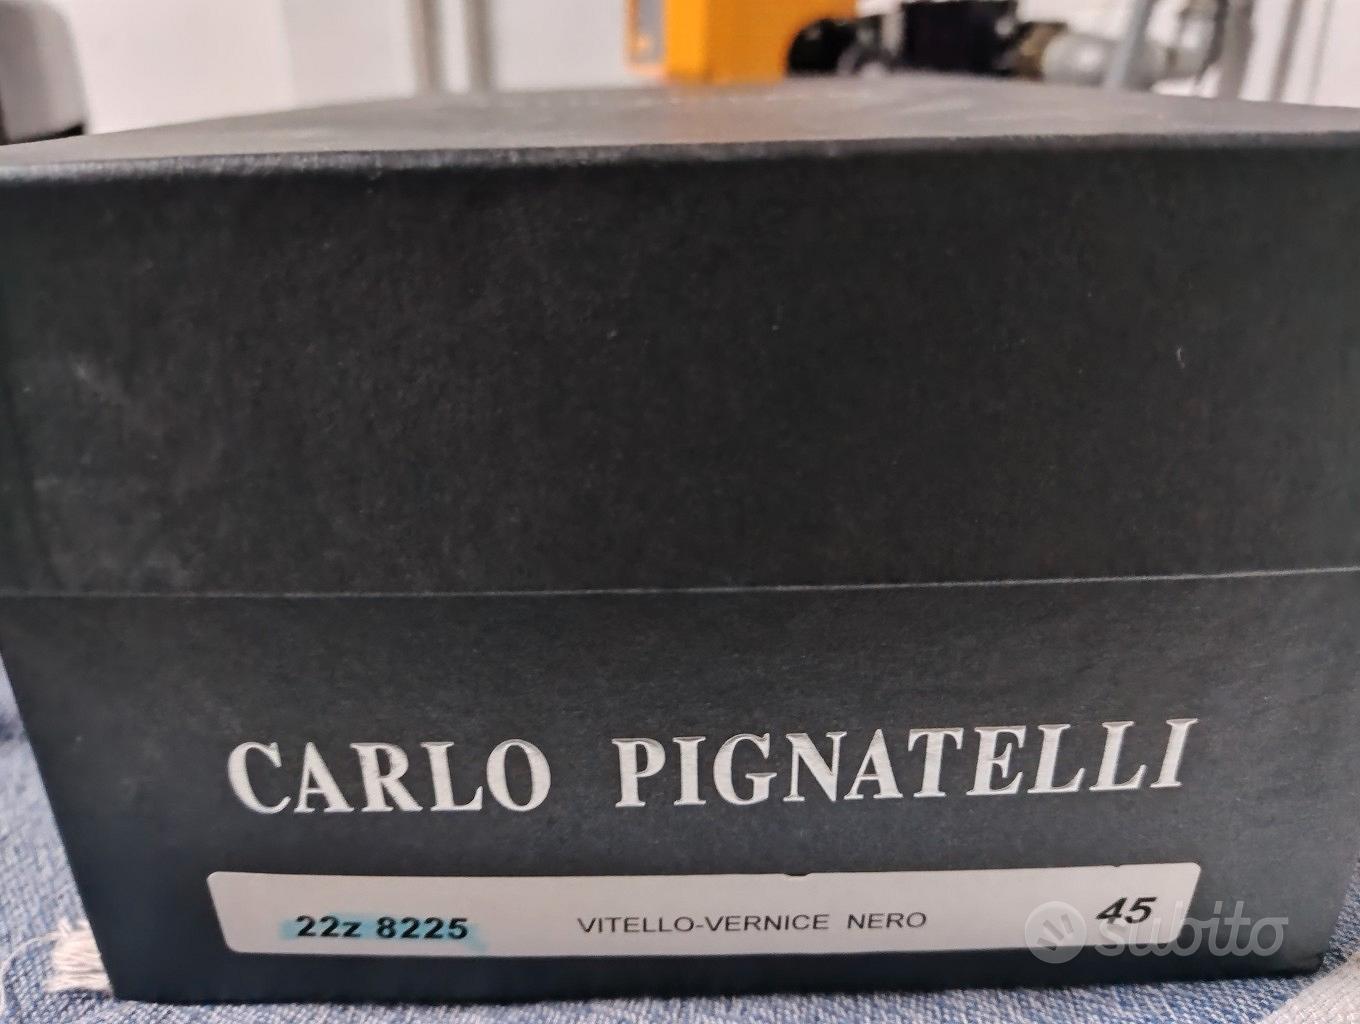 CARLO PIGNATELLI
22z 8225 VITELLO-VERNICE NERO 45
subito